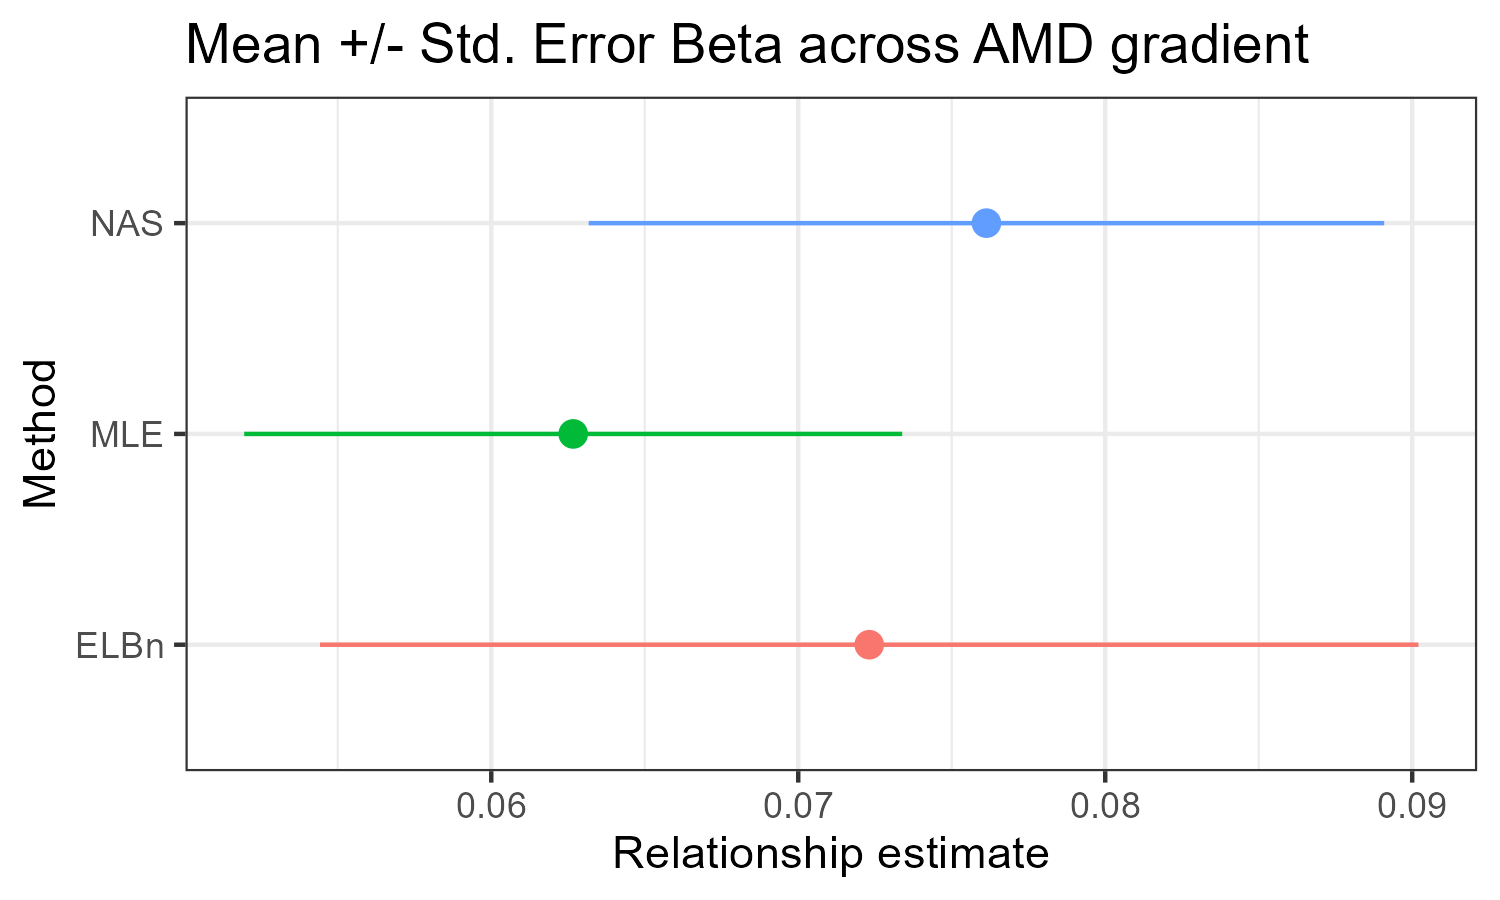 Mean +/- Std. Error Beta across AMD gradient
NAS
MLE
ELBn
Method
0.06 0.07 0.08 0.09
Relationship estimate